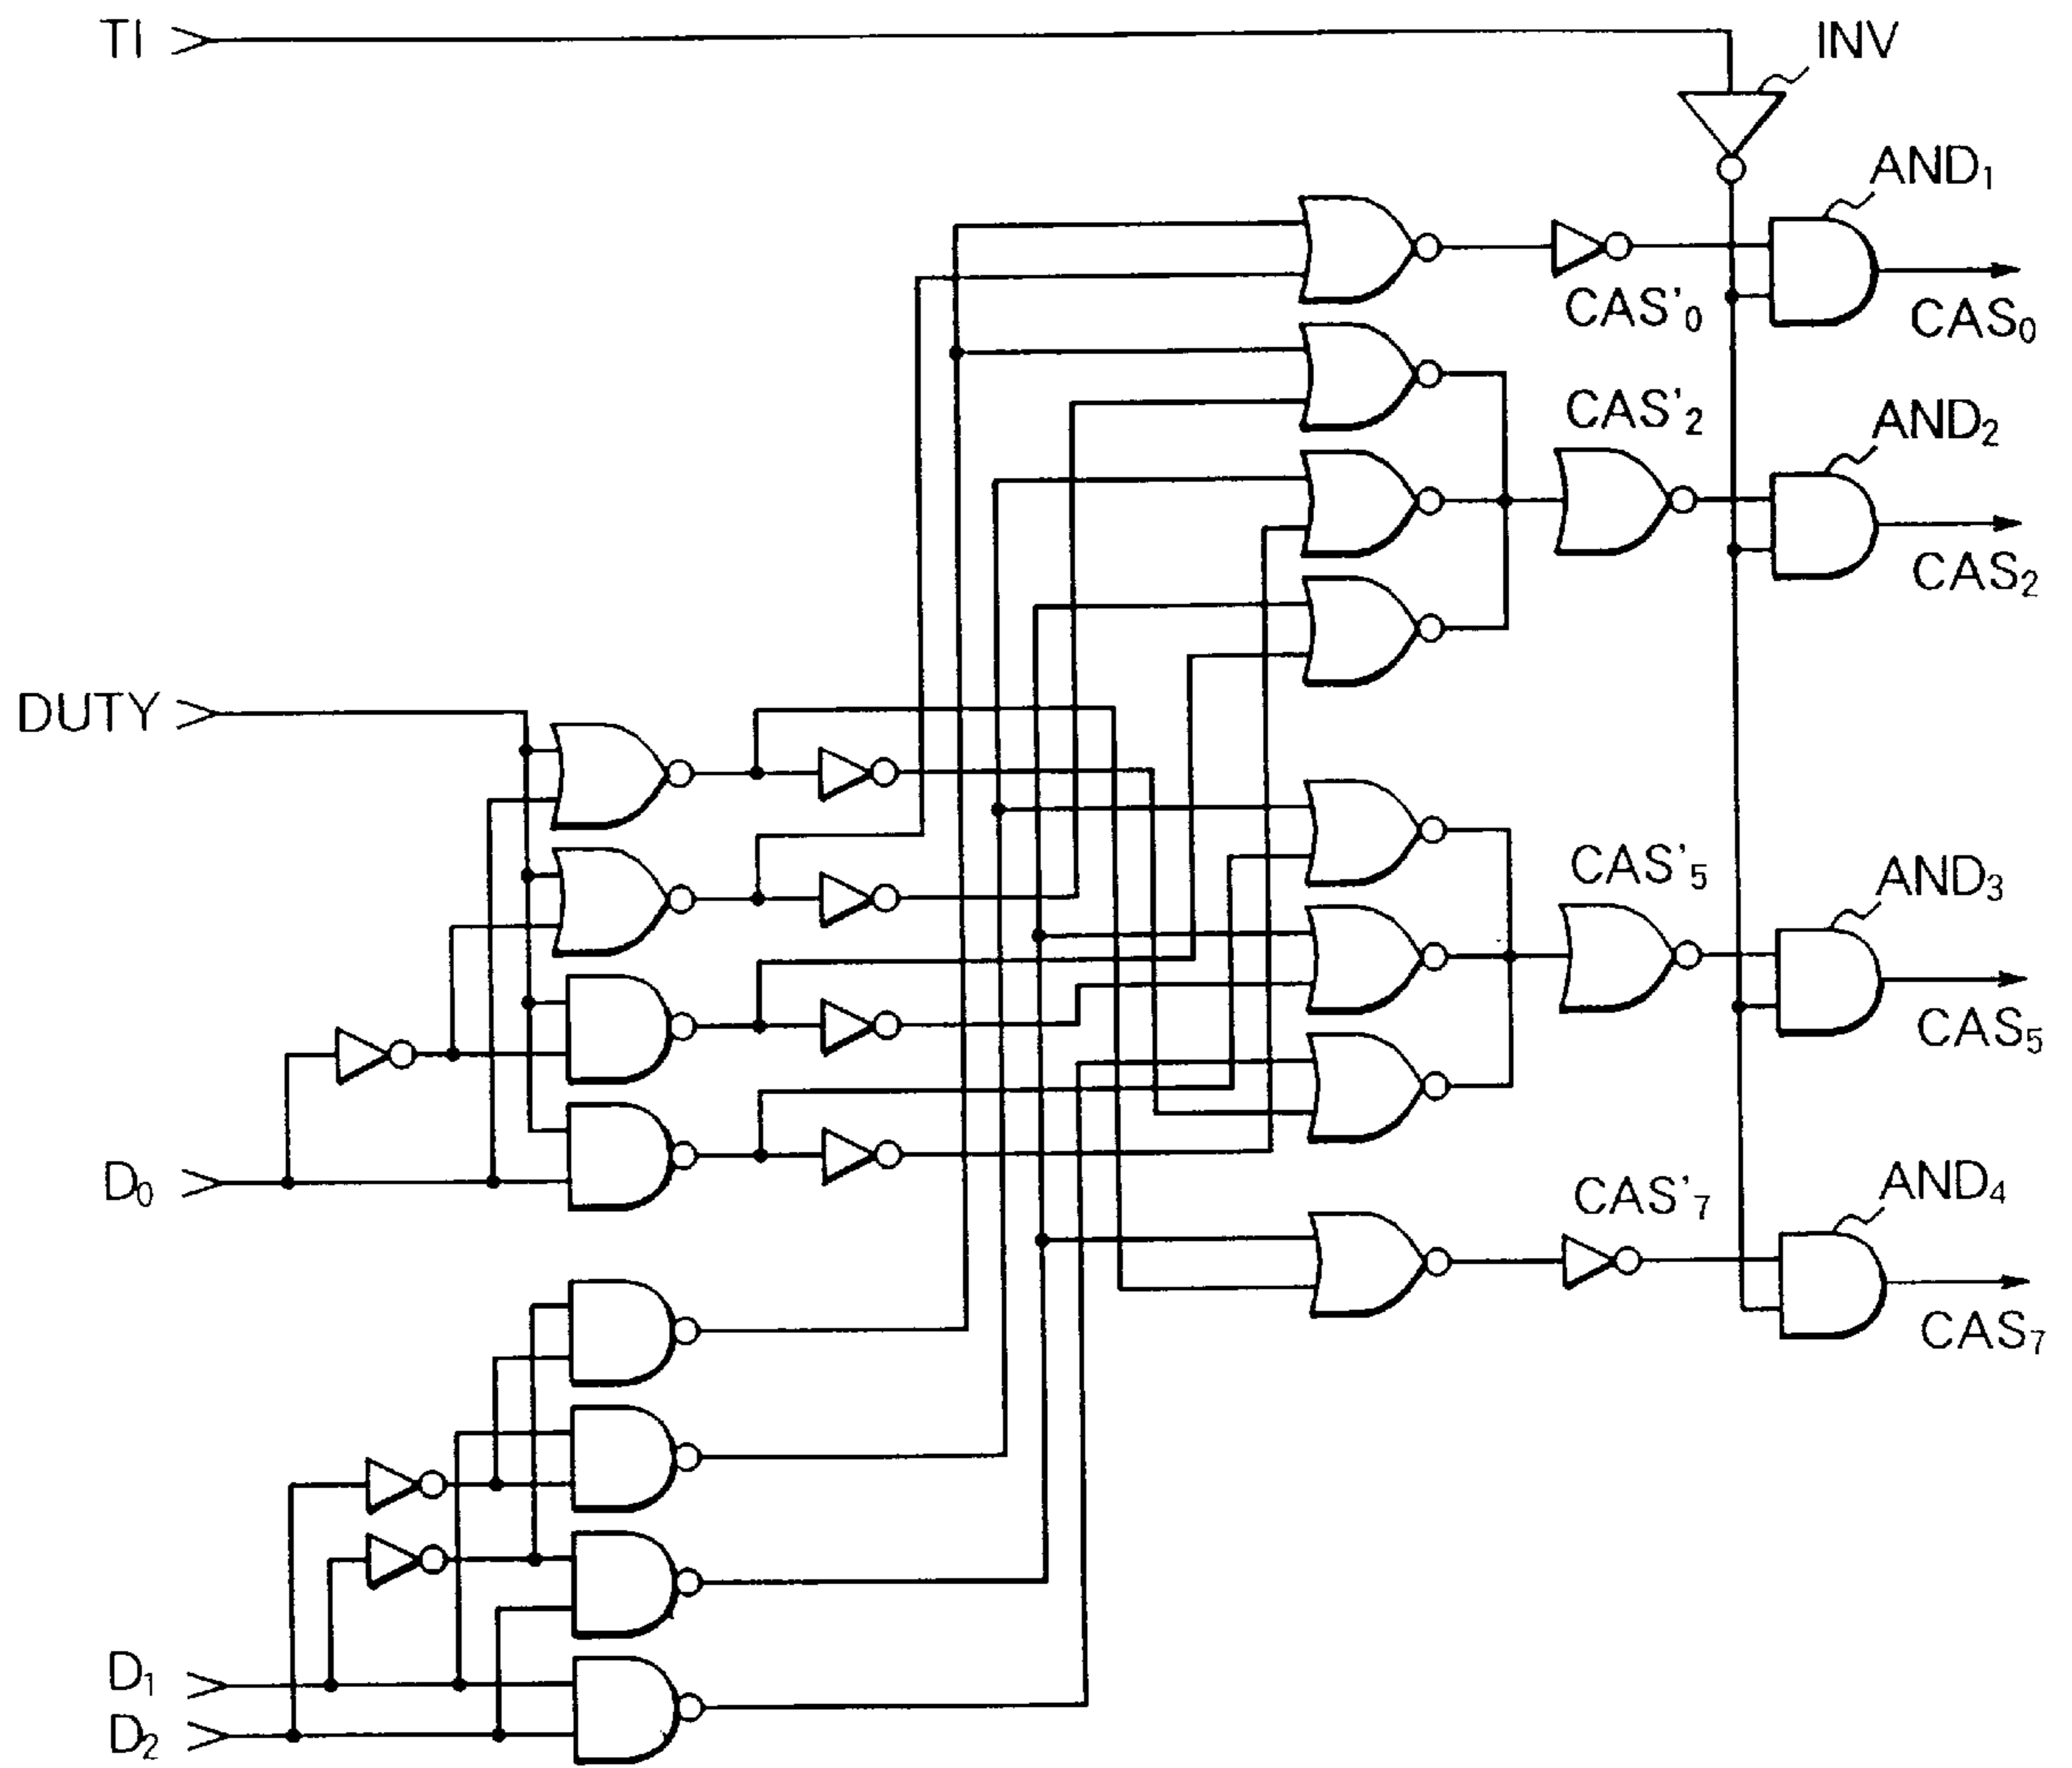 TI
INV
AND₁
CAS'₀
CAS₀
CAS'₂
AND₂
CAS₂
DUTY
CAS'₅
AND₃
CAS₅
D₀
CAS'₇
AND₄
CAS₇
D₁
D₂